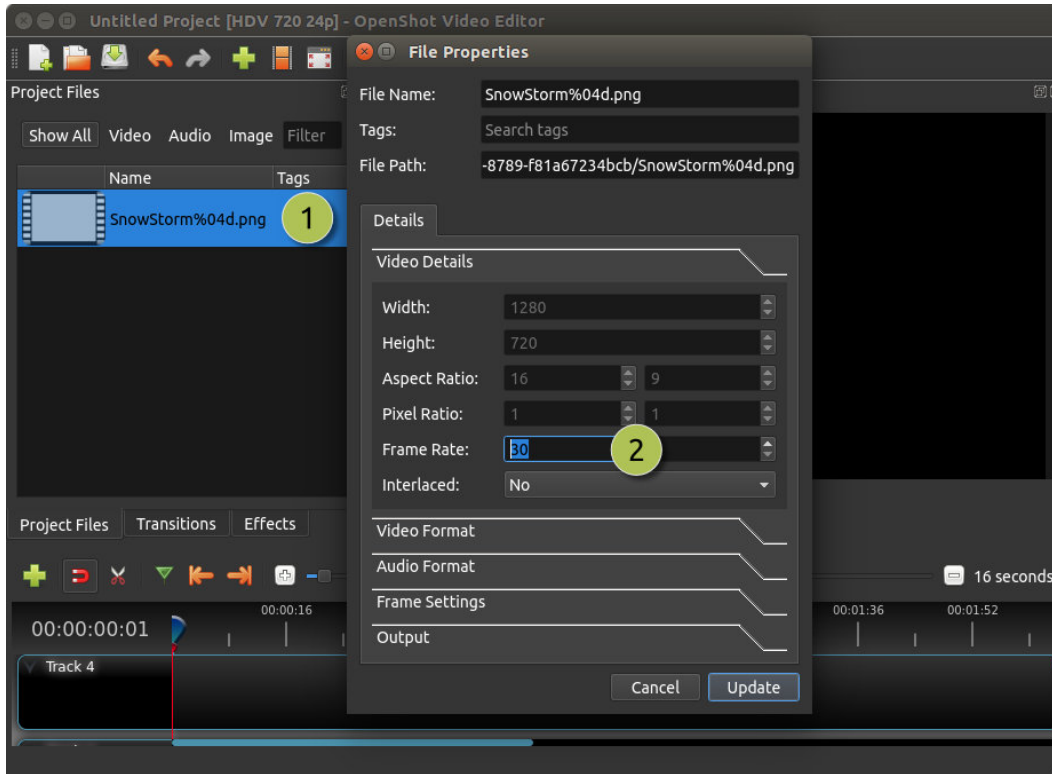 Untitled Project [HDV 720 24p] - OpenShot Video Editor
File Properties
Project Files
Show All Video Audio Image Filter
Name Tags
SnowStorm%04d.png 1
File Name: SnowStorm%04d.png
Tags: Search tags
File Path: -8789-f81a67234bcb/SnowStorm%04d.png
Details
Video Details
Width: 1280
Height: 720
Aspect Ratio: 16 9
Pixel Ratio: 1 1
Frame Rate: 30 2
Interlaced: No
Video Format
Audio Format
Frame Settings
Output
Cancel Update
Project Files Transitions Effects
16 seconds
00:00:00:01 00:00:16 00:01:36 00:01:52
Track 4